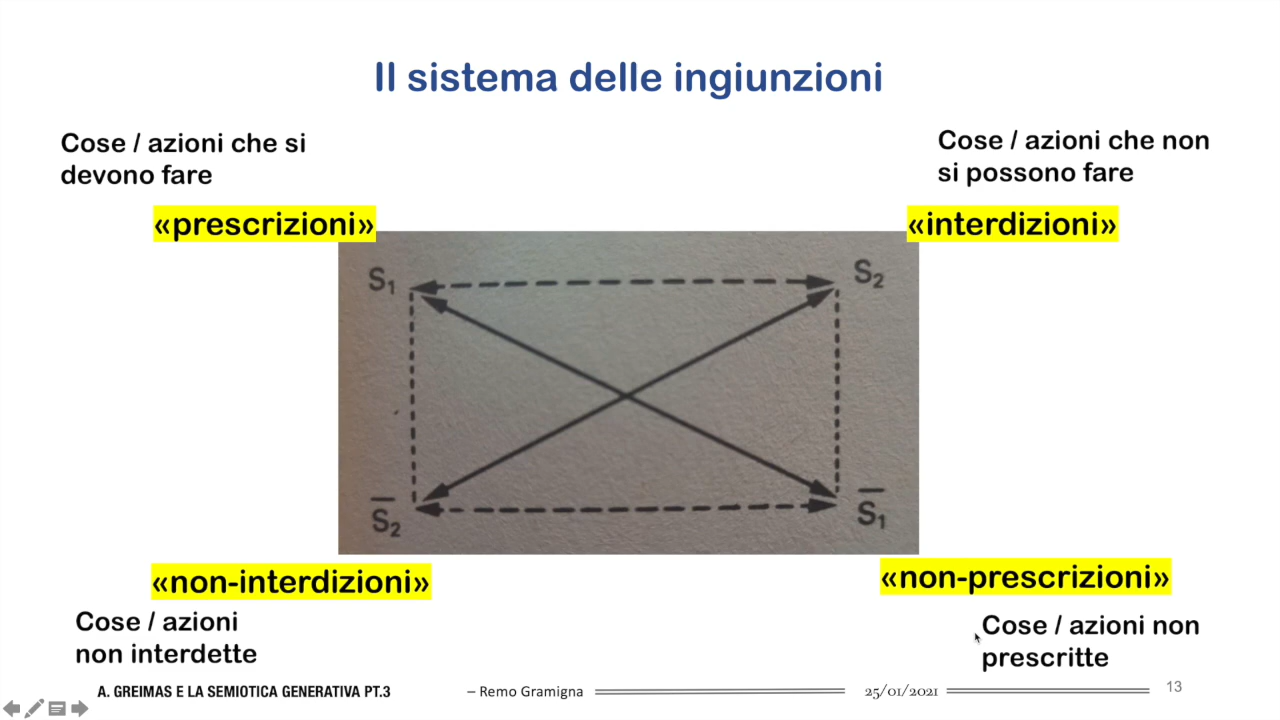 Il sistema delle ingiunzioni
Cose / azioni che si
devono fare
Cose / azioni che non
si possono fare
«prescrizioni»
«interdizioni»
S1
S2
S̅2
S̅1
«non-interdizioni»
«non-prescrizioni»
Cose / azioni
non interdette
Cose / azioni non
prescritte
A. GREIMAS E LA SEMIOTICA GENERATIVA PT.3
– Remo Gramigna
25/01/2021
13